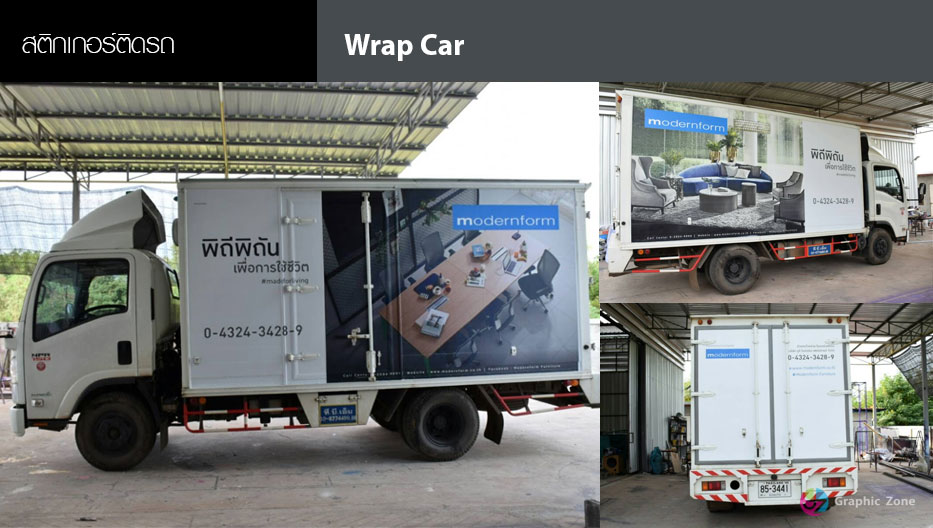 สติกเกอร์ติดรถ
Wrap Car
modernform
พิถีพิถัน
เพื่อการใช้ชีวิต
#madeforliving
0-4324-3428-9
modernform
พิถีพิถัน
เพื่อการใช้ชีวิต
0-4324-3428-9
modernform
0-4324-3428-9
85-3441
Graphic Zone